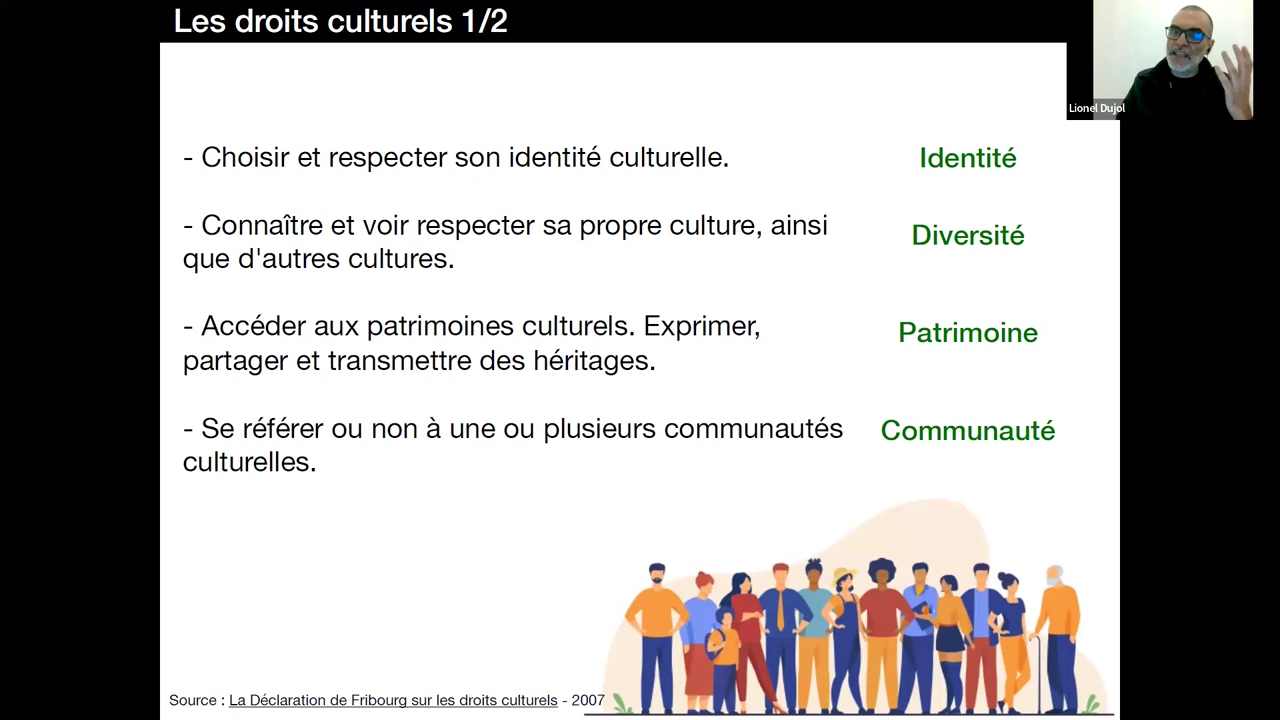 Les droits culturels 1/2
Lionel Dujol
- Choisir et respecter son identité culturelle.
Identité
- Connaître et voir respecter sa propre culture, ainsi
que d'autres cultures.
Diversité
- Accéder aux patrimoines culturels. Exprimer,
partager et transmettre des héritages.
Patrimoine
- Se référer ou non à une ou plusieurs communautés
culturelles.
Communauté
Source : La Déclaration de Fribourg sur les droits culturels - 2007